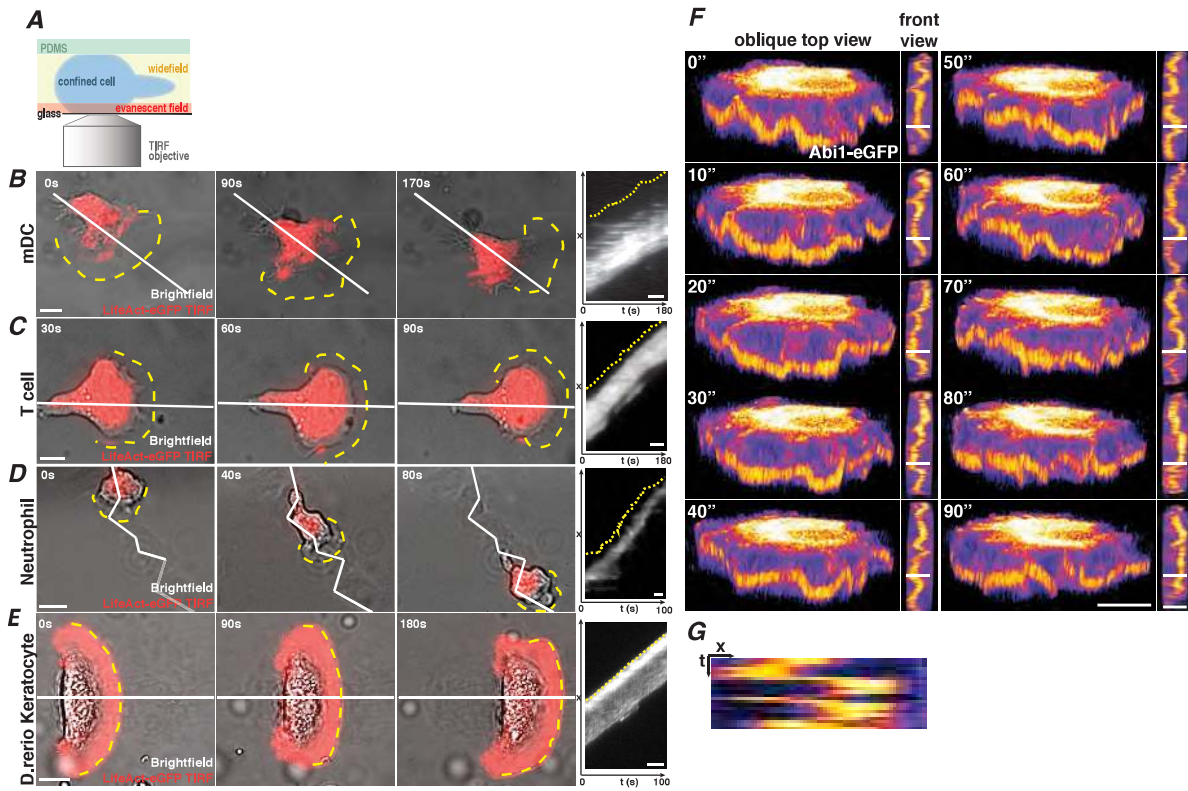 A
PDMS
confined cell
widefield
evanescent field
glass
TIRF
objective
B
mDC
0s
90s
170s
Brightfield
LifeAct-eGFP TIRF
x
0
t (s)
180
C
T cell
30s
60s
90s
Brightfield
LifeAct-eGFP TIRF
x
0
t (s)
180
D
Neutrophil
0s
40s
80s
Brightfield
LifeAct-eGFP TIRF
x
0
t (s)
100
E
D.rerio Keratocyte
0s
90s
180s
Brightfield
LifeAct-eGFP TIRF
x
0
t (s)
100
F
oblique top view
front
view
0’’
50’’
Abi1-eGFP
10’’
60’’
20’’
70’’
30’’
80’’
40’’
90’’
G
x
t